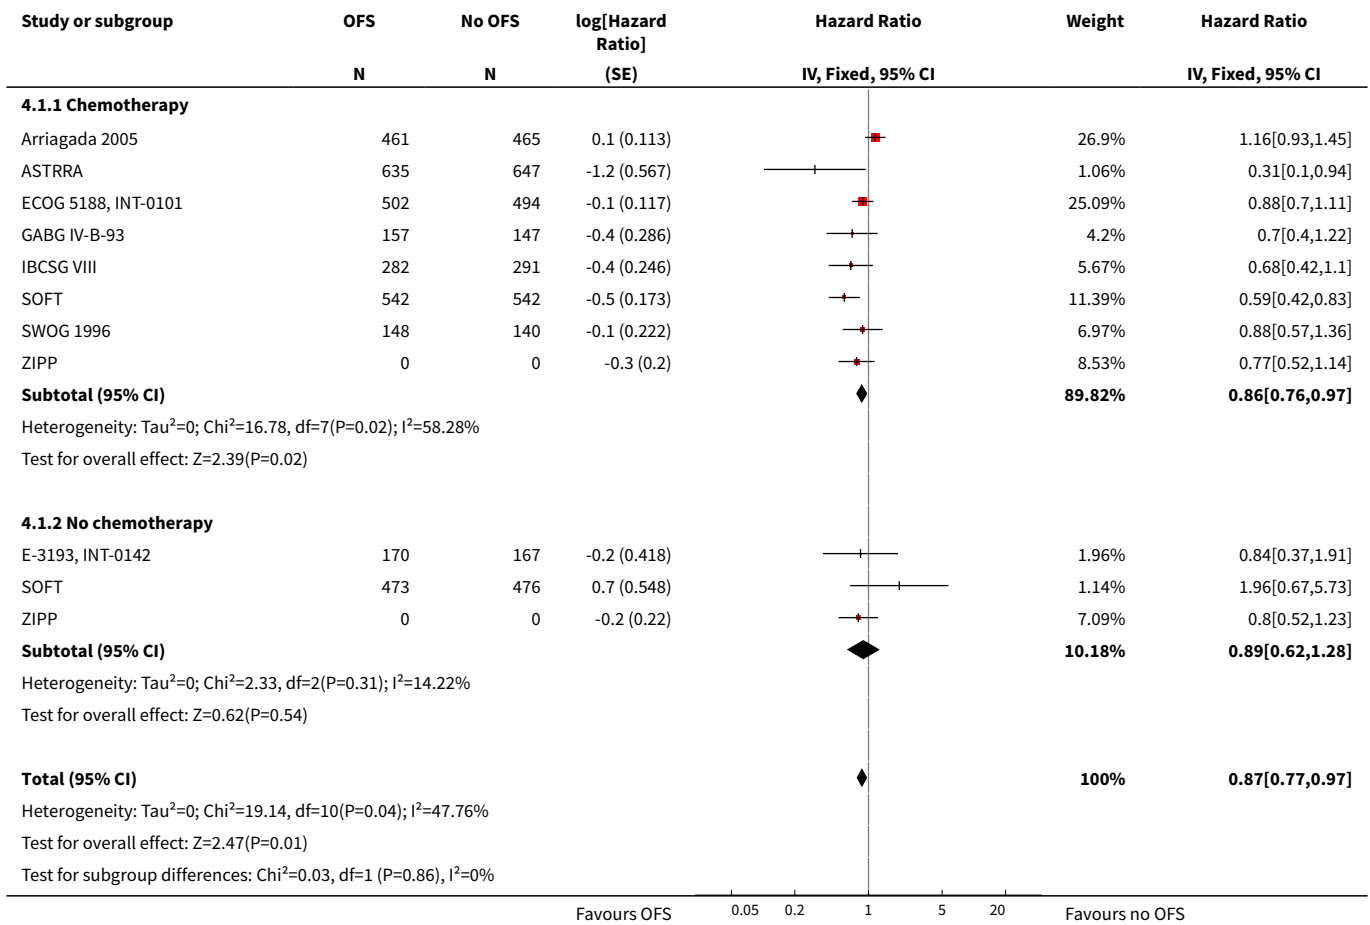 Study or subgroup OFS No OFS log[Hazard Ratio] Hazard Ratio Weight Hazard Ratio
N N (SE) IV, Fixed, 95% CI IV, Fixed, 95% CI
4.1.1 Chemotherapy
Arriagada 2005 461 465 0.1 (0.113) 26.9% 1.16[0.93,1.45]
ASTRRA 635 647 -1.2 (0.567) 1.06% 0.31[0.1,0.94]
ECOG 5188, INT-0101 502 494 -0.1 (0.117) 25.09% 0.88[0.7,1.11]
GABG IV-B-93 157 147 -0.4 (0.286) 4.2% 0.7[0.4,1.22]
IBCSG VIII 282 291 -0.4 (0.246) 5.67% 0.68[0.42,1.1]
SOFT 542 542 -0.5 (0.173) 11.39% 0.59[0.42,0.83]
SWOG 1996 148 140 -0.1 (0.222) 6.97% 0.88[0.57,1.36]
ZIPP 0 0 -0.3 (0.2) 8.53% 0.77[0.52,1.14]
Subtotal (95% CI) 89.82% 0.86[0.76,0.97]
Heterogeneity: Tau²=0; Chi²=16.78, df=7(P=0.02); I²=58.28%
Test for overall effect: Z=2.39(P=0.02)
4.1.2 No chemotherapy
E-3193, INT-0142 170 167 -0.2 (0.418) 1.96% 0.84[0.37,1.91]
SOFT 473 476 0.7 (0.548) 1.14% 1.96[0.67,5.73]
ZIPP 0 0 -0.2 (0.22) 7.09% 0.8[0.52,1.23]
Subtotal (95% CI) 10.18% 0.89[0.62,1.28]
Heterogeneity: Tau²=0; Chi²=2.33, df=2(P=0.31); I²=14.22%
Test for overall effect: Z=0.62(P=0.54)
Total (95% CI) 100% 0.87[0.77,0.97]
Heterogeneity: Tau²=0; Chi²=19.14, df=10(P=0.04); I²=47.76%
Test for overall effect: Z=2.47(P=0.01)
Test for subgroup differences: Chi²=0.03, df=1 (P=0.86), I²=0%
Favours OFS 0.05 0.2 1 5 20 Favours no OFS